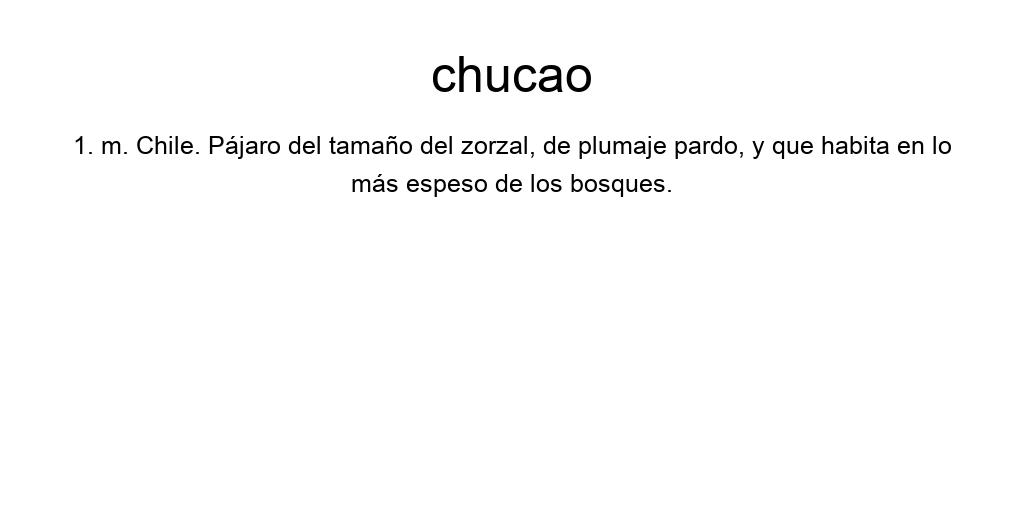 chucao
1. m. Chile. Pájaro del tamaño del zorzal, de plumaje pardo, y que habita en lo
más espeso de los bosques.